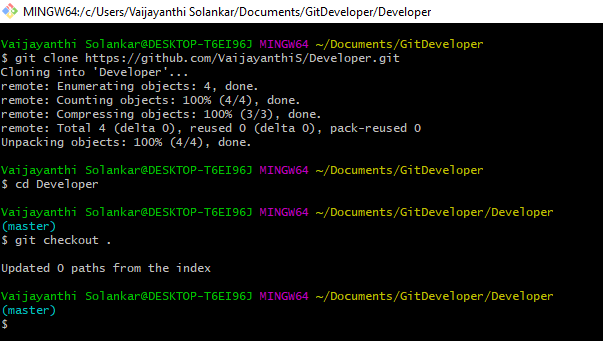 MINGW64:/c/Users/Vaijayanthi Solankar/Documents/GitDeveloper/Developer
Vaijayanthi Solankar@DESKTOP-T6EI96J MINGW64 ~/Documents/GitDeveloper
$ git clone https://github.com/VaijayanthiS/Developer.git
Cloning into 'Developer'...
remote: Enumerating objects: 4, done.
remote: Counting objects: 100% (4/4), done.
remote: Compressing objects: 100% (3/3), done.
remote: Total 4 (delta 0), reused 0 (delta 0), pack-reused 0
Unpacking objects: 100% (4/4), done.
Vaijayanthi Solankar@DESKTOP-T6EI96J MINGW64 ~/Documents/GitDeveloper
$ cd Developer
Vaijayanthi Solankar@DESKTOP-T6EI96J MINGW64 ~/Documents/GitDeveloper/Developer
(master)
$ git checkout .
Updated 0 paths from the index
Vaijayanthi Solankar@DESKTOP-T6EI96J MINGW64 ~/Documents/GitDeveloper/Developer
(master)
$